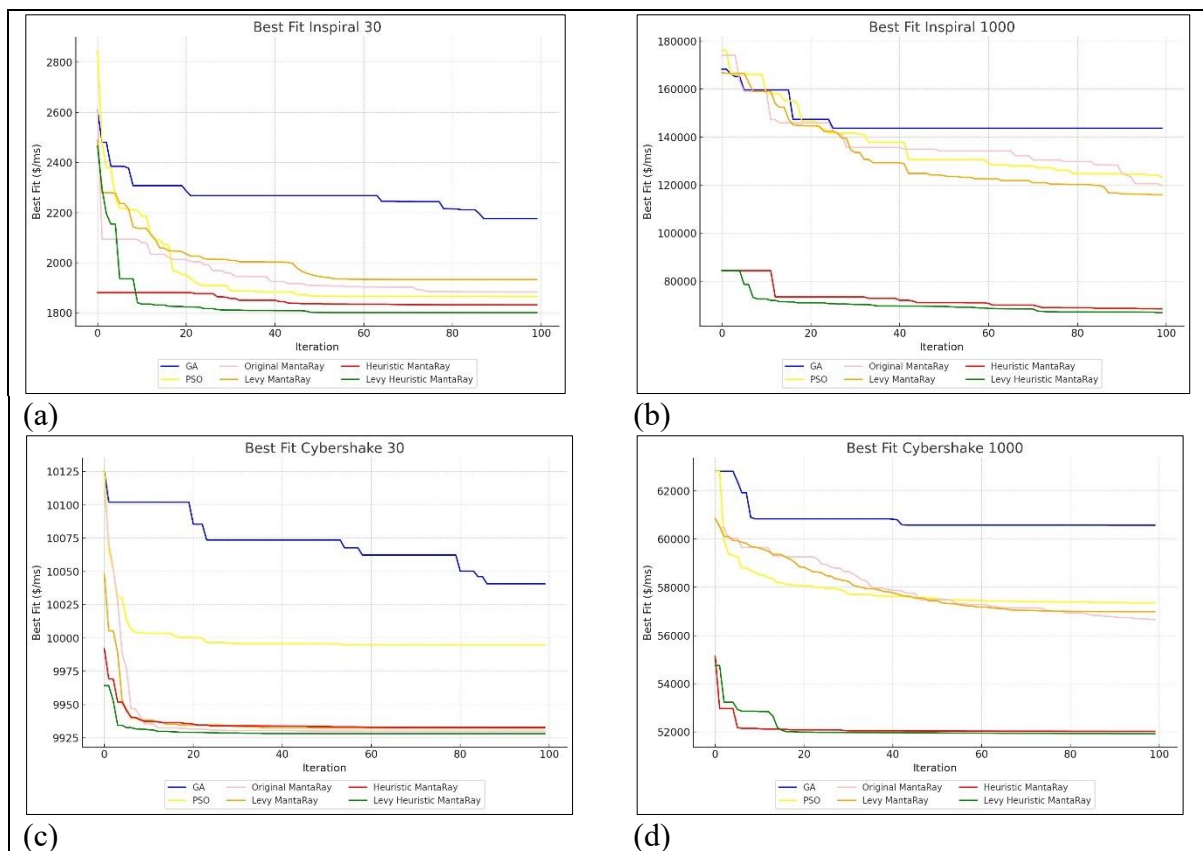 Best Fit Inspiral 30
2800
2600
2400
2200
2000
1800
Best Fit ($/ms)
0 20 40 60 80 100
Iteration
GA Original MantaRay Heuristic MantaRay
PSO Levy MantaRay Levy Heuristic MantaRay
(a)
Best Fit Inspiral 1000
180000
160000
140000
120000
100000
80000
Best Fit ($/ms)
0 20 40 60 80 100
Iteration
GA Original MantaRay Heuristic MantaRay
PSO Levy MantaRay Levy Heuristic MantaRay
(b)
Best Fit Cybershake 30
10125
10100
10075
10050
10025
10000
9975
9950
9925
Best Fit ($/ms)
0 20 40 60 80 100
Iteration
GA Original MantaRay Heuristic MantaRay
PSO Levy MantaRay Levy Heuristic MantaRay
(c)
Best Fit Cybershake 1000
62000
60000
58000
56000
54000
52000
Best Fit ($/ms)
0 20 40 60 80 100
Iteration
GA Original MantaRay Heuristic MantaRay
PSO Levy MantaRay Levy Heuristic MantaRay
(d)